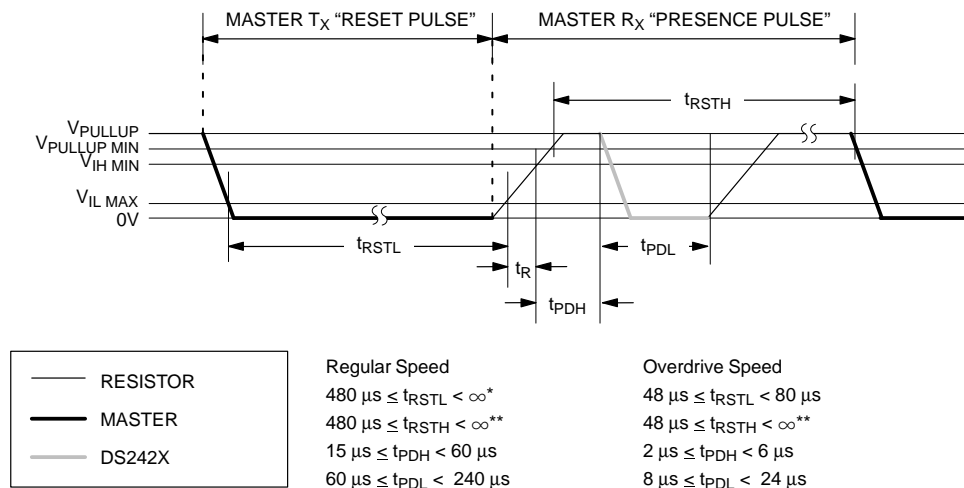 MASTER TX “RESET PULSE” MASTER RX “PRESENCE PULSE”
tRSTH
VPULLUP
VPULLUP MIN
VIH MIN
VIL MAX
0V
tRSTL
tPDL
tR
tPDH
RESISTOR
MASTER
DS242X
Regular Speed
480 µs ≤ tRSTL < ∞*
480 µs ≤ tRSTH < ∞**
15 µs ≤ tPDH < 60 µs
60 µs ≤ tPDL < 240 µs
Overdrive Speed
48 µs ≤ tRSTL < 80 µs
48 µs ≤ tRSTH < ∞**
2 µs ≤ tPDH < 6 µs
8 µs ≤ tPDL < 24 µs